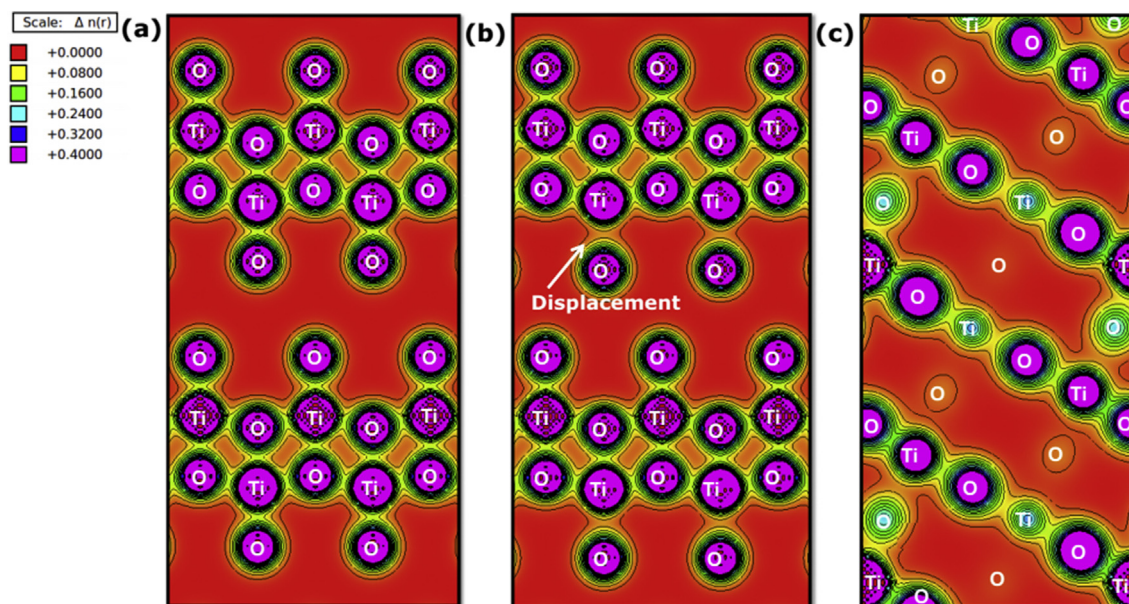 Scale: Δ n(r)
+0.0000
+0.0800
+0.1600
+0.2400
+0.3200
+0.4000
(a)
O O O
Ti O Ti O Ti
O Ti O Ti O
O O
O O O
Ti O Ti O Ti
O Ti O Ti O
O O
(b)
O O O
Ti O Ti O Ti
O Ti O Ti O
O O
Displacement
O O O
Ti O Ti O Ti
O Ti O Ti O
O O
(c)
Ti O
O
O Ti
O O
Ti O
O
O Ti
O
Ti O Ti
O
Ti O
O
O Ti
O O
Ti O
O
O Ti
O
Ti O Ti
O